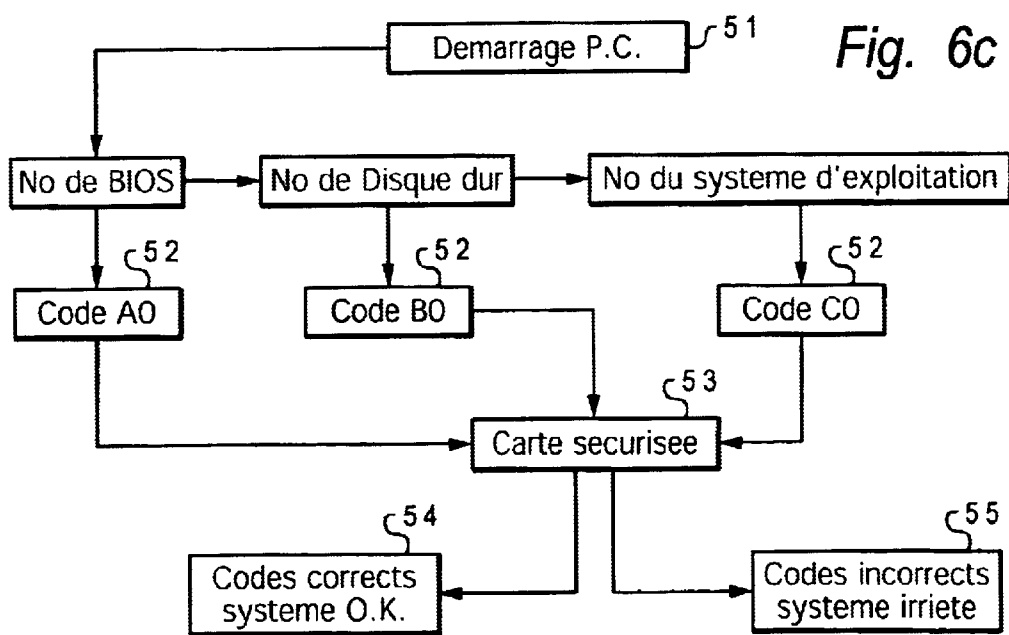 Demarrage P.C.
51
Fig. 6c
No de BIOS
No de Disque dur
No du systeme d'exploitation
52
52
52
Code A0
Code B0
Code C0
53
Carte securisee
54
55
Codes corrects
systeme O.K.
Codes incorrects
systeme irriete